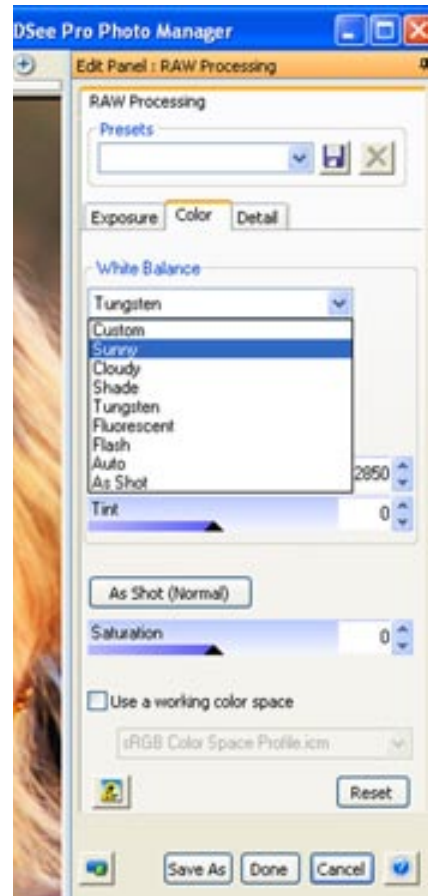 DSee Pro Photo Manager
Edit Panel : RAW Processing
RAW Processing
Presets
Exposure Color Detail
White Balance
Tungsten
Custom
Sunny
Cloudy
Shade
Tungsten
Fluorescent
Flash
Auto
As Shot
2850
Tint 0
As Shot (Normal)
Saturation 0
Use a working color space
sRGB Color Space Profile.icm
Reset
Save As Done Cancel